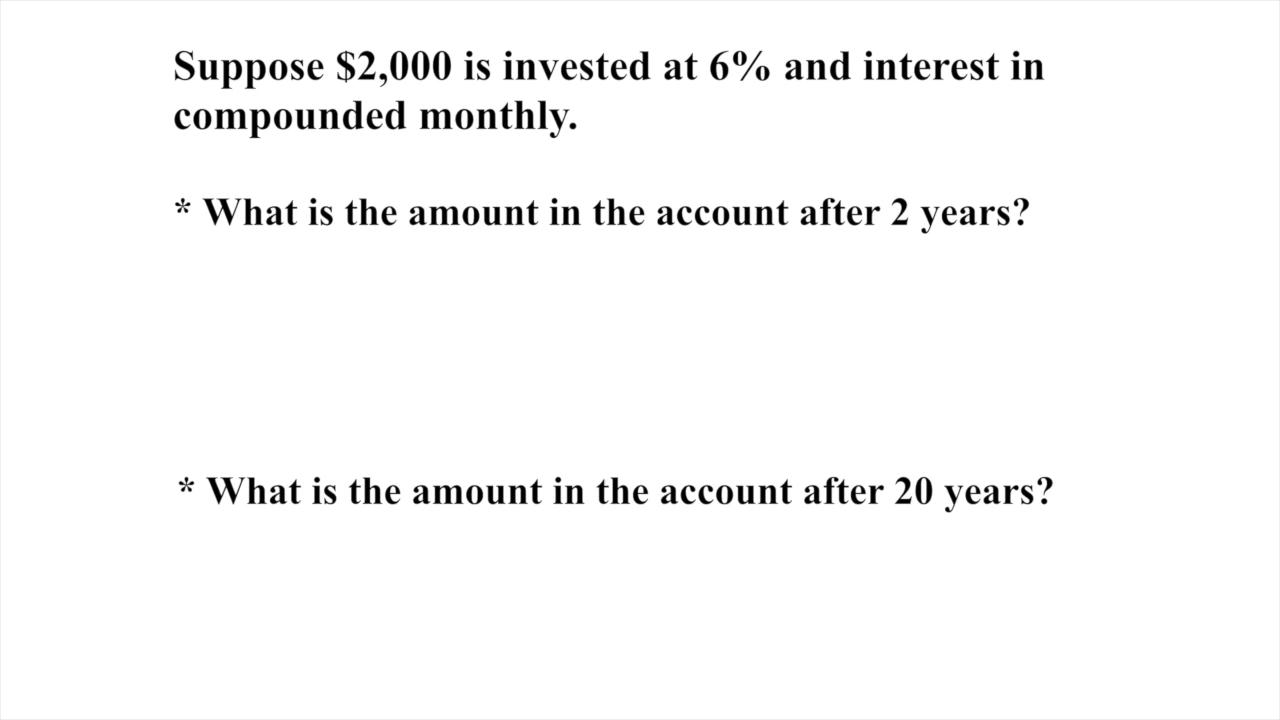 Suppose $2,000 is invested at 6% and interest in
compounded monthly.
* What is the amount in the account after 2 years?
* What is the amount in the account after 20 years?